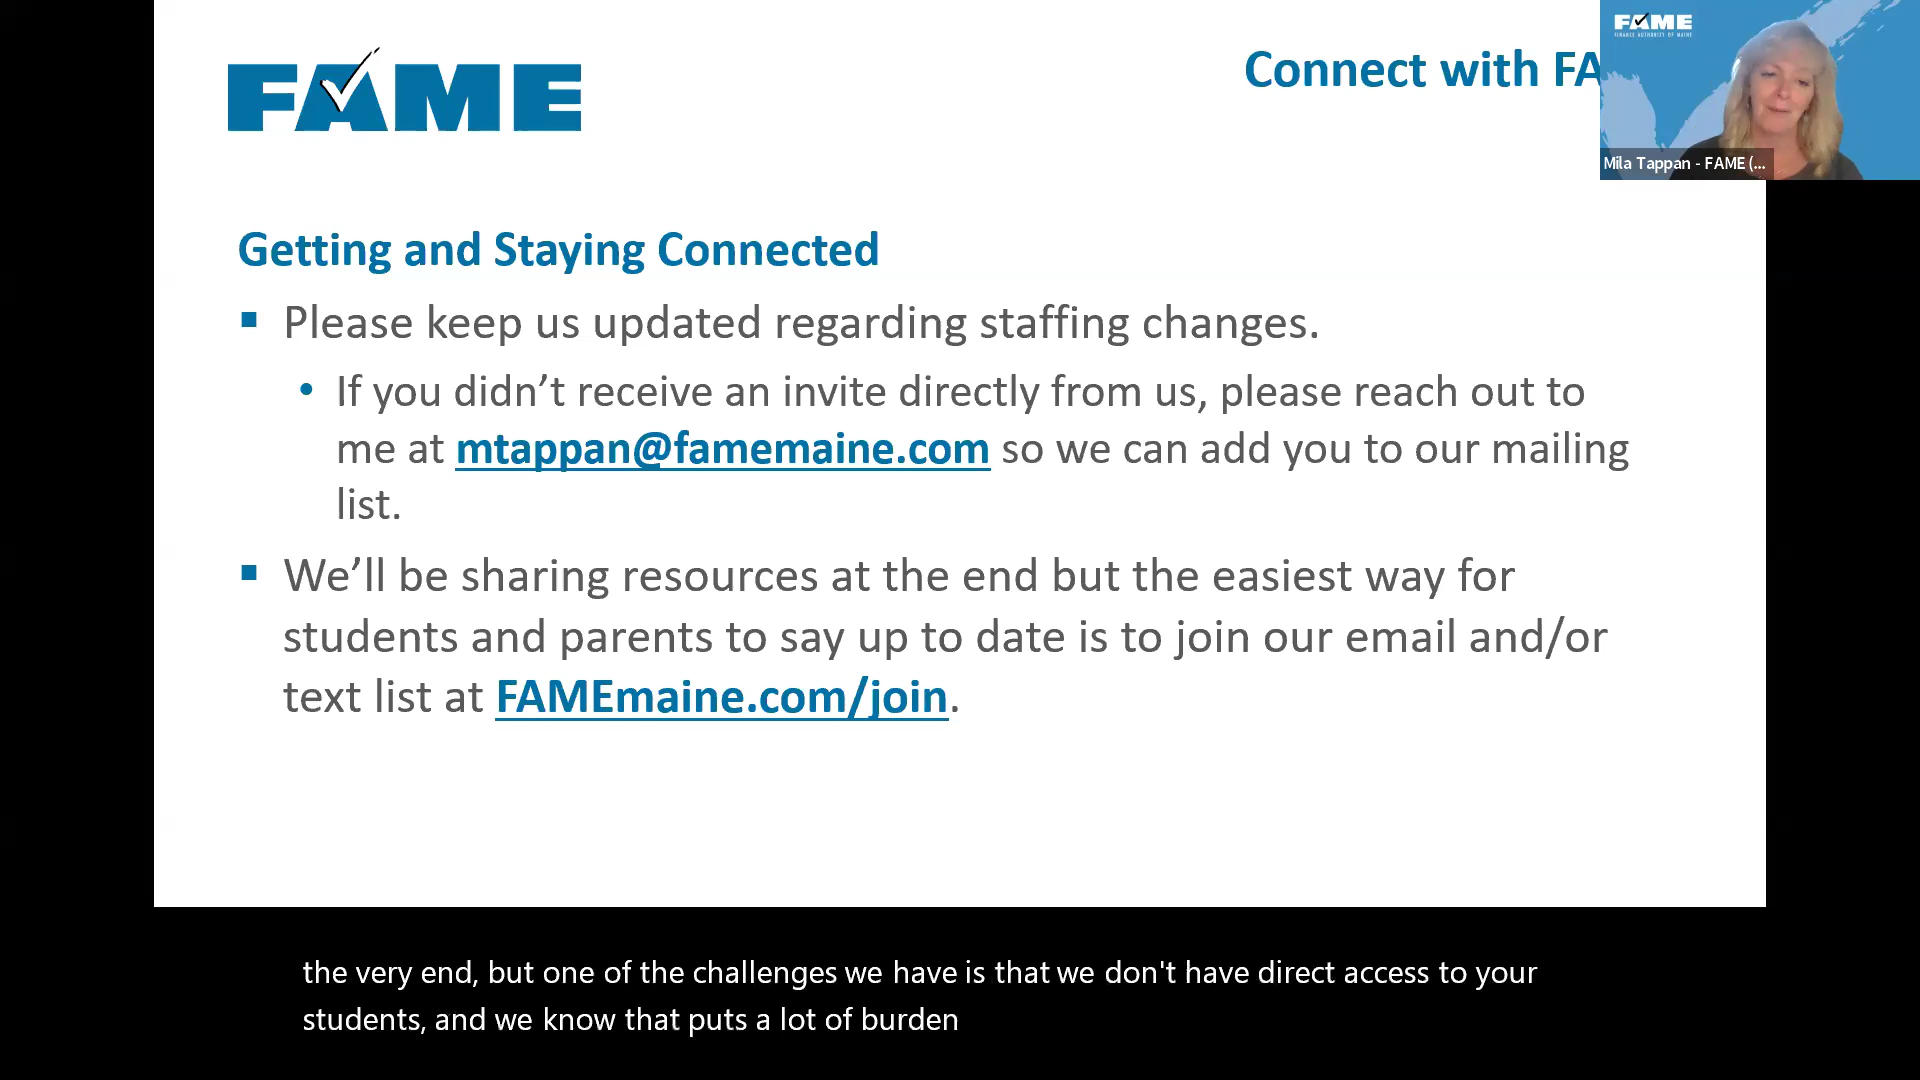 FAME
Connect with FA
FAME
FINANCE AUTHORITY OF MAINE
Mila Tappan - FAME (...
Getting and Staying Connected
▪ Please keep us updated regarding staffing changes.
• If you didn’t receive an invite directly from us, please reach out to
me at mtappan@famemaine.com so we can add you to our mailing
list.
▪ We’ll be sharing resources at the end but the easiest way for
students and parents to say up to date is to join our email and/or
text list at FAMEmaine.com/join.
the very end, but one of the challenges we have is that we don't have direct access to your
students, and we know that puts a lot of burden